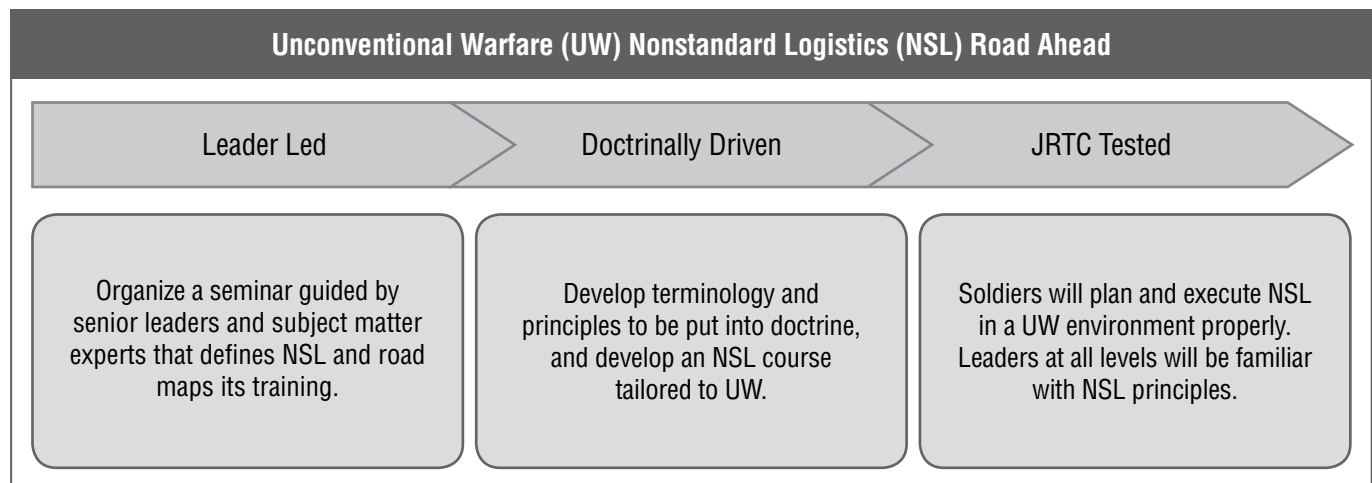 Unconventional Warfare (UW) Nonstandard Logistics (NSL) Road Ahead
Leader Led
Doctrinally Driven
JRTC Tested
Organize a seminar guided by
senior leaders and subject matter
experts that defines NSL and road
maps its training.
Develop terminology and
principles to be put into doctrine,
and develop an NSL course
tailored to UW.
Soldiers will plan and execute NSL
in a UW environment properly.
Leaders at all levels will be familiar
with NSL principles.